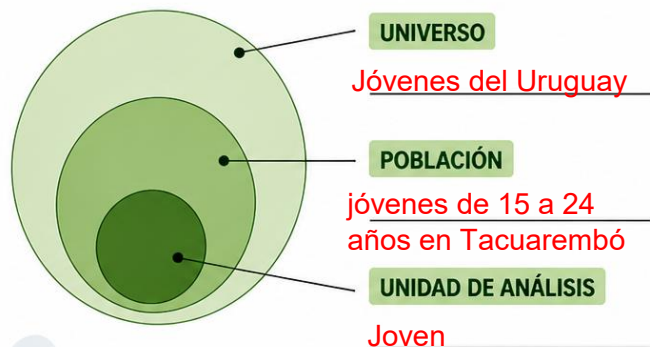 UNIVERSO
Jóvenes del Uruguay
POBLACIÓN
jóvenes de 15 a 24
años en Tacuarembó
UNIDAD DE ANÁLISIS
Joven